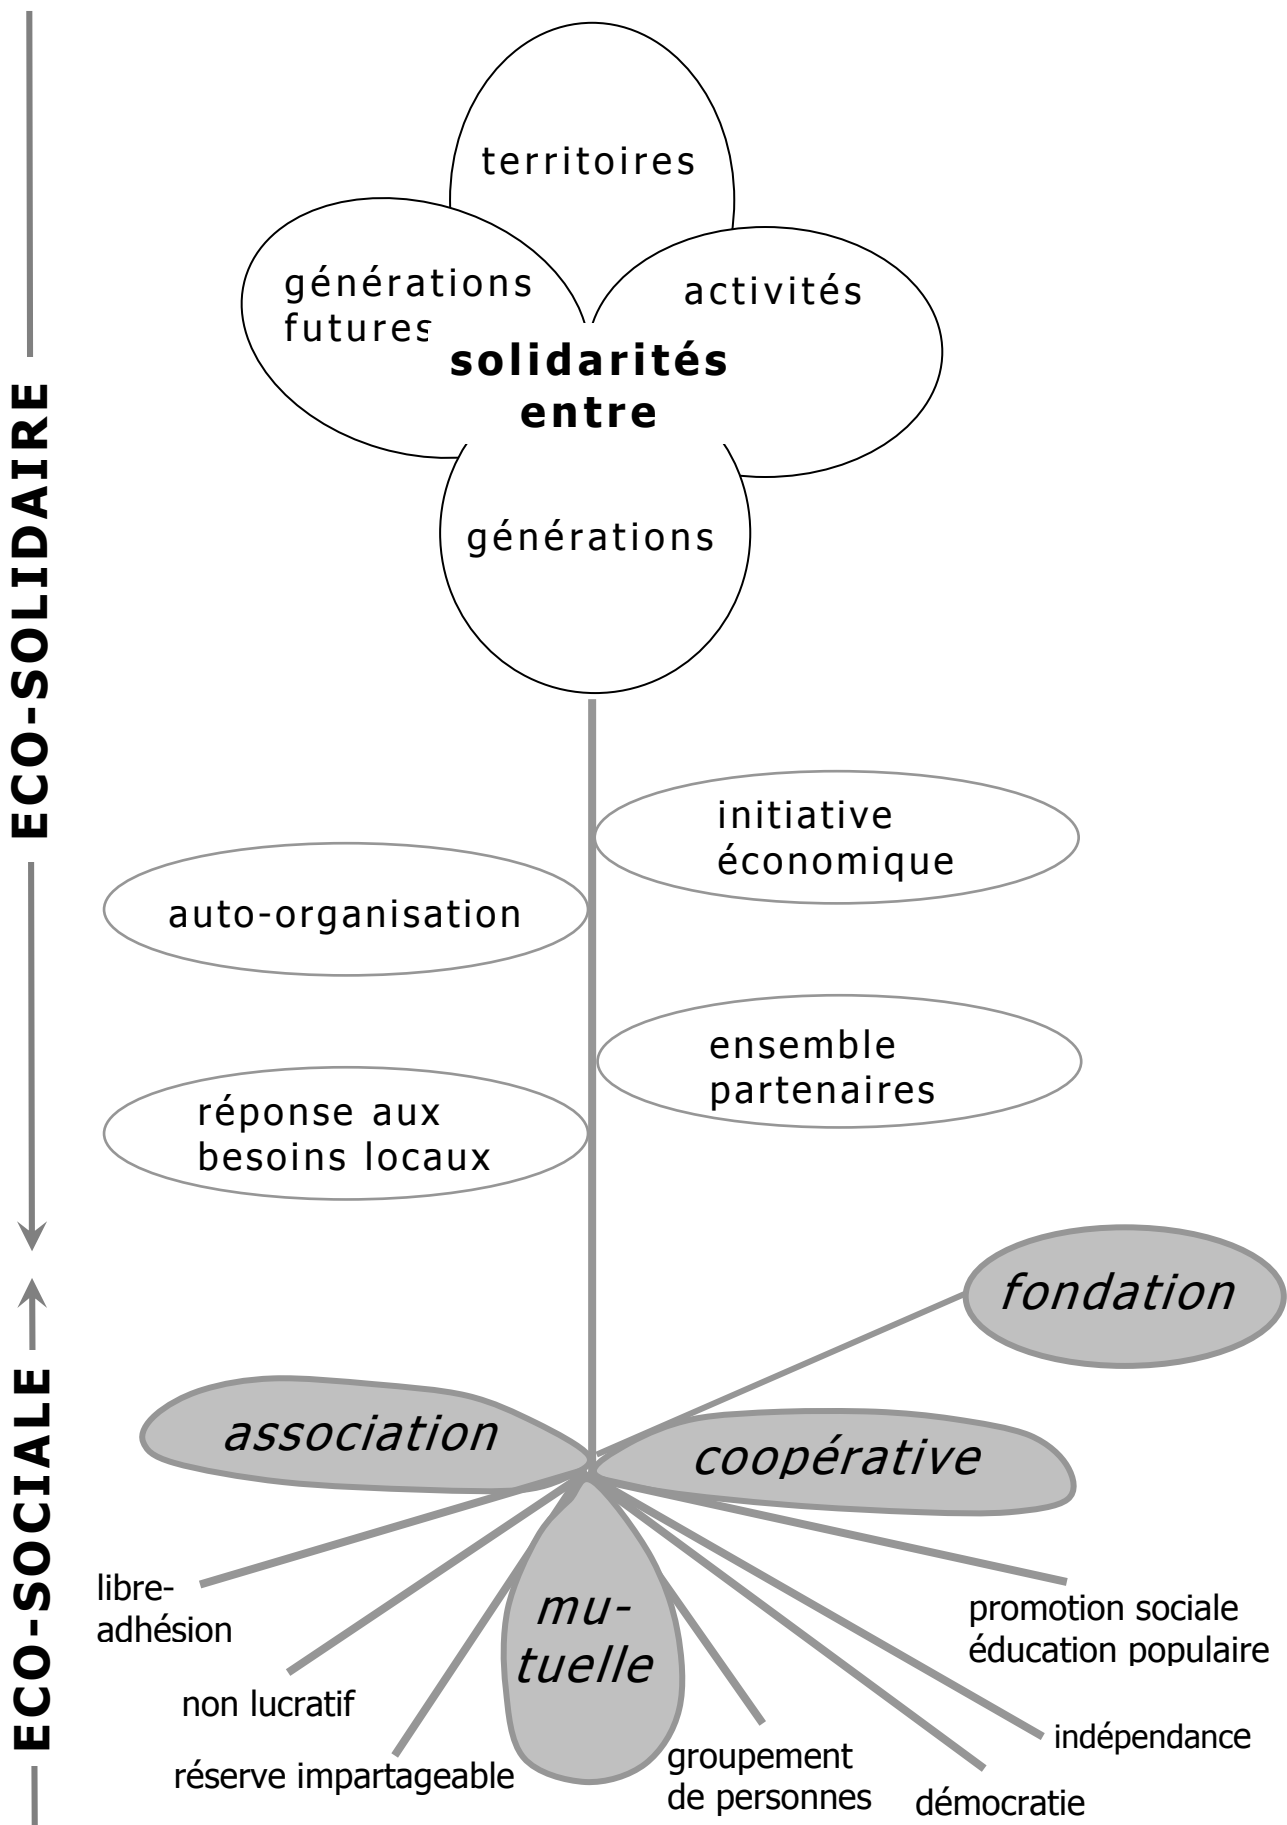 territoires
générations
futures
activités
solidarités
entre
générations
ECO-SOLIDAIRE
initiative
économique
auto-organisation
ensemble
partenaires
réponse aux
besoins locaux
fondation
association
coopérative
ECO-SOCIALE
mu-
tuelle
libre-
adhésion
promotion sociale
éducation populaire
non lucratif
indépendance
réserve impartageable
groupement
de personnes
démocratie